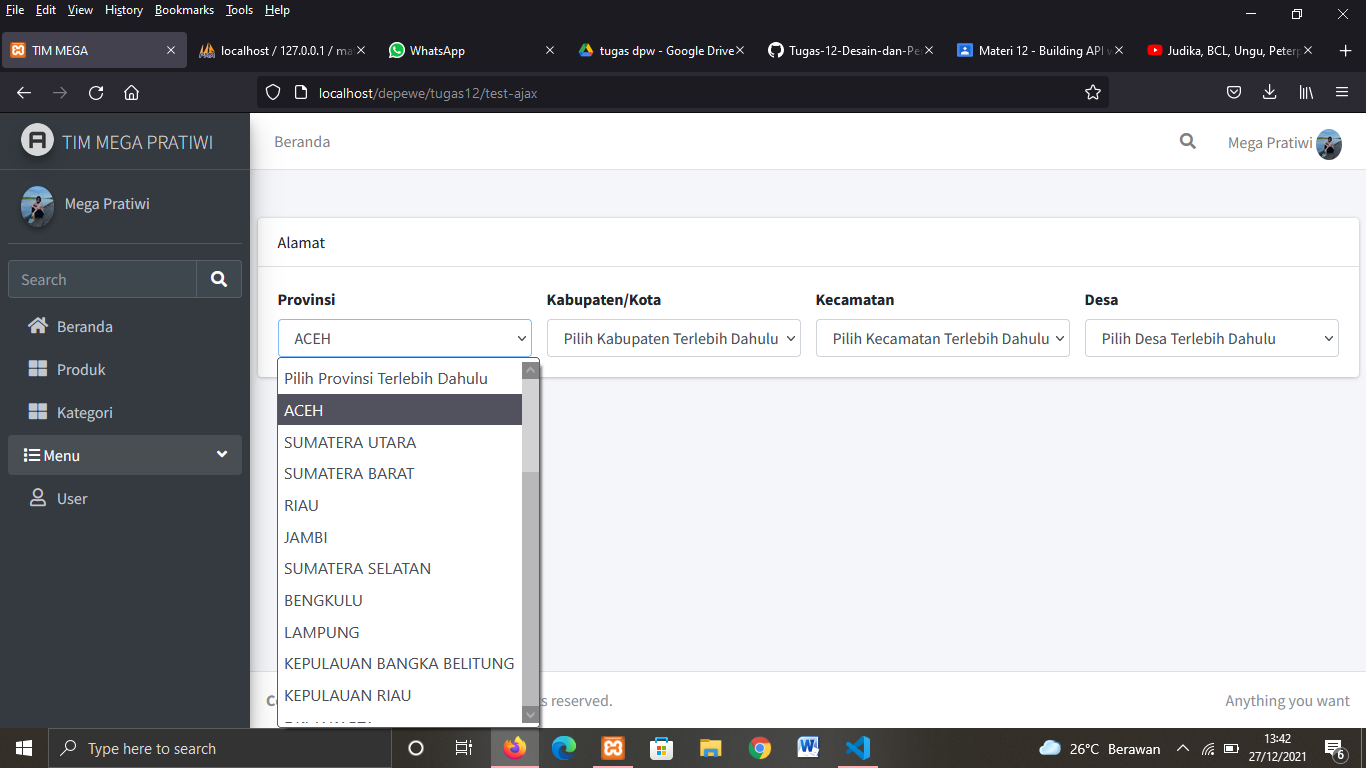 File Edit View History Bookmarks Tools Help
TIM MEGA
localhost / 127.0.0.1 / ma
WhatsApp
tugas dpw - Google Drive
Tugas-12-Desain-dan-Pe
Materi 12 - Building API
Judika, BCL, Ungu, Peterp
localhost/depewe/tugas12/test-ajax
TIM MEGA PRATIWI
Beranda
Mega Pratiwi
Mega Pratiwi
Search
Beranda
Produk
Kategori
Menu
User
Alamat
Provinsi Kabupaten/Kota Kecamatan Desa
ACEH Pilih Kabupaten Terlebih Dahulu Pilih Kecamatan Terlebih Dahulu Pilih Desa Terlebih Dahulu
Pilih Provinsi Terlebih Dahulu
ACEH
SUMATERA UTARA
SUMATERA BARAT
RIAU
JAMBI
SUMATERA SELATAN
BENGKULU
LAMPUNG
KEPULAUAN BANGKA BELITUNG
KEPULAUAN RIAU
s reserved.
Anything you want
Type here to search
26°C Berawan
13:42
27/12/2021
6